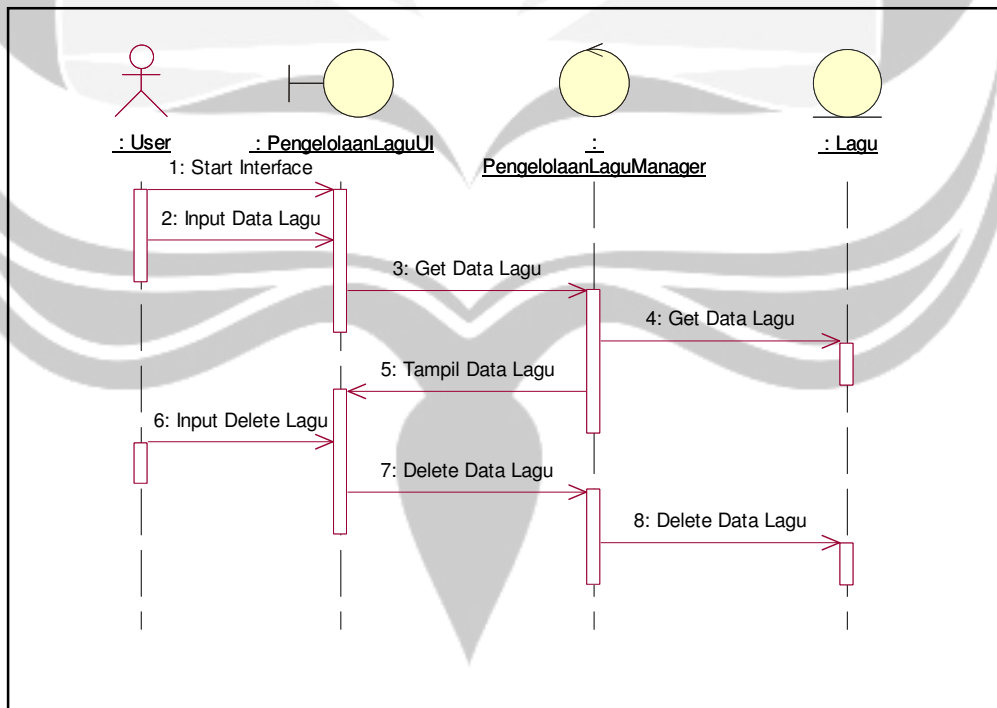 : User
: PengelolaanLaguUI
:
PengelolaanLaguManager
: Lagu
1: Start Interface
2: Input Data Lagu
3: Get Data Lagu
4: Get Data Lagu
5: Tampil Data Lagu
6: Input Delete Lagu
7: Delete Data Lagu
8: Delete Data Lagu